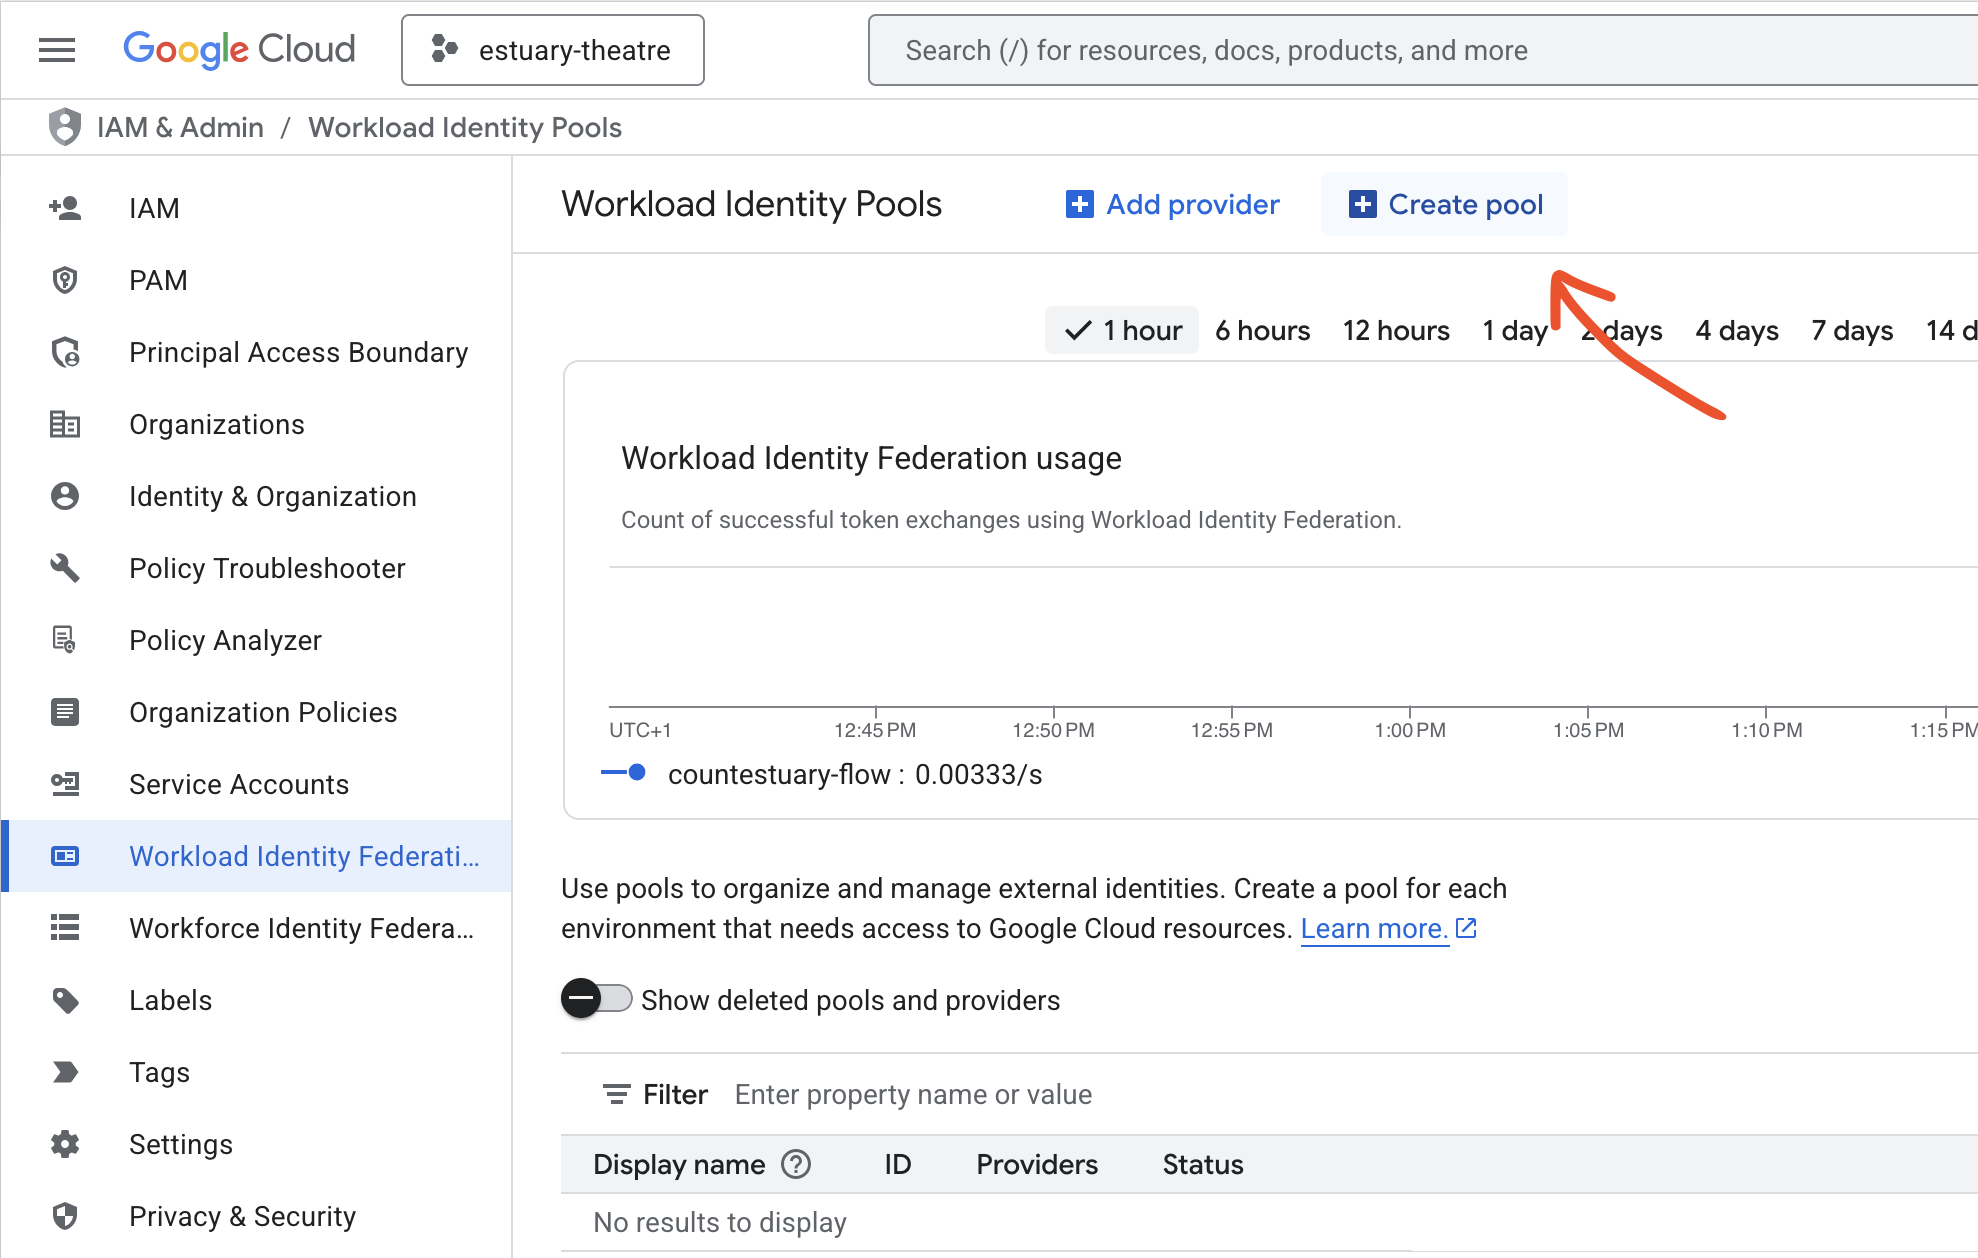 Google Cloud
estuary-theatre
Search (/) for resources, docs, products, and more
IAM & Admin / Workload Identity Pools
IAM
PAM
Principal Access Boundary
Organizations
Identity & Organization
Policy Troubleshooter
Policy Analyzer
Organization Policies
Service Accounts
Workload Identity Federati...
Workforce Identity Federa...
Labels
Tags
Settings
Privacy & Security
Workload Identity Pools
Add provider
Create pool
1 hour 6 hours 12 hours 1 day 2 days 4 days 7 days 14 d
Workload Identity Federation usage
Count of successful token exchanges using Workload Identity Federation.
UTC+1 12:45 PM 12:50 PM 12:55 PM 1:00 PM 1:05 PM 1:10 PM 1:15 PM
countestuary-flow : 0.00333/s
Use pools to organize and manage external identities. Create a pool for each
environment that needs access to Google Cloud resources. Learn more.
Show deleted pools and providers
Filter Enter property name or value
Display name ID Providers Status
No results to display